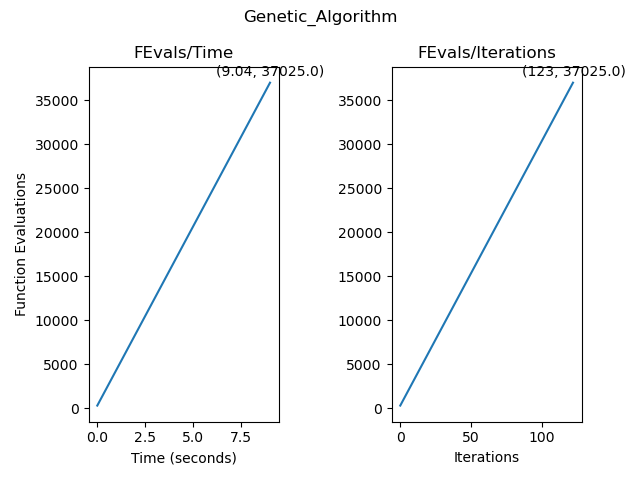 Genetic_Algorithm
FEvals/Time
(9.04, 37025.0)
35000
30000
25000
20000
15000
10000
5000
0
Function Evaluations
0.0 2.5 5.0 7.5
Time (seconds)
FEvals/Iterations
(123, 37025.0)
35000
30000
25000
20000
15000
10000
5000
0
0 50 100
Iterations